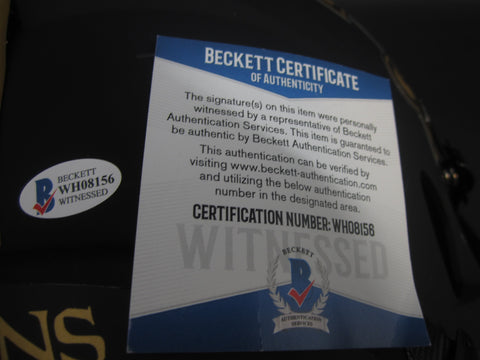 BECKETT CERTIFICATE
OF AUTHENTICITY
The signature(s) on this item were personally
witnessed by a representative of Beckett
Authentication Services. This item is guaranteed to
be authentic by Beckett Authentication Services.
This authentication can be verified by
visiting www.beckett-authentication.com
and utilizing the below authentication
number in the designated area.
CERTIFICATION NUMBER: WH08156
WITNESSED
BECKETT
B
AUTHENTICATION
SERVICES
BECKETT
B WH08156
WITNESSED
NS